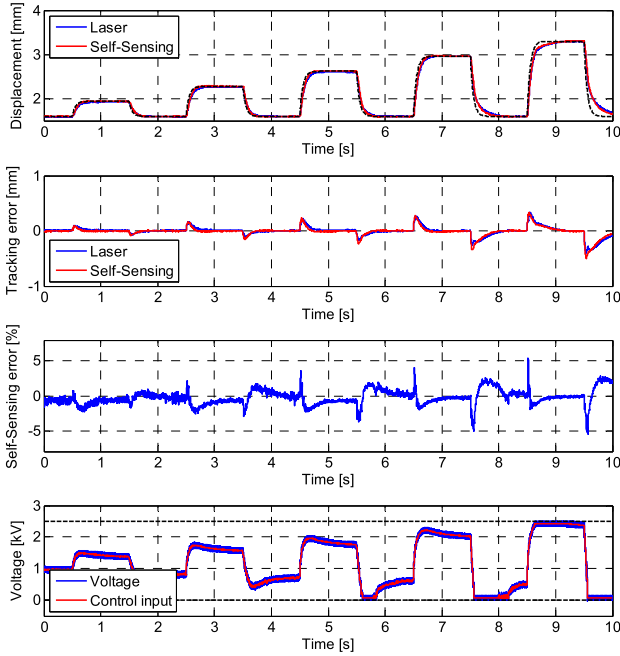 Displacement [mm]
4
3
2
Laser
Self-Sensing
0 1 2 3 4 5 6 7 8 9 10
Time [s]
Tracking error [mm]
1
0
-1
Laser
Self-Sensing
0 1 2 3 4 5 6 7 8 9 10
Time [s]
Self-Sensing error [%]
5
0
-5
0 1 2 3 4 5 6 7 8 9 10
Time [s]
Voltage [kV]
3
2
1
0
Voltage
Control input
0 1 2 3 4 5 6 7 8 9 10
Time [s]